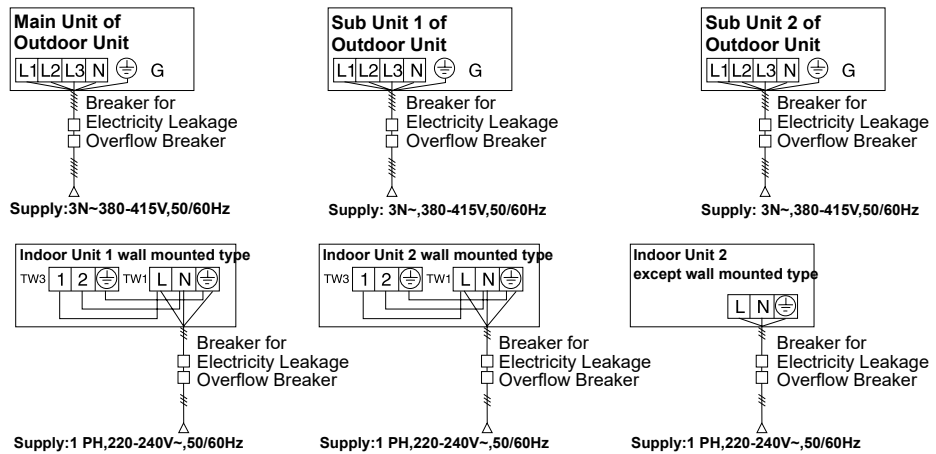 Main Unit of
Outdoor Unit
L1 L2 L3 N G
Breaker for
Electricity Leakage
Overflow Breaker
Supply:3N~380-415V,50/60Hz
Sub Unit 1 of
Outdoor Unit
L1 L2 L3 N G
Breaker for
Electricity Leakage
Overflow Breaker
Supply: 3N~,380-415V,50/60Hz
Sub Unit 2 of
Outdoor Unit
L1 L2 L3 N G
Breaker for
Electricity Leakage
Overflow Breaker
Supply: 3N~,380-415V,50/60Hz
Indoor Unit 1 wall mounted type
TW3 1 2 TW1 L N
Breaker for
Electricity Leakage
Overflow Breaker
Supply:1 PH,220-240V~,50/60Hz
Indoor Unit 2 wall mounted type
TW3 1 2 TW1 L N
Breaker for
Electricity Leakage
Overflow Breaker
Supply:1 PH,220-240V~,50/60Hz
Indoor Unit 2
except wall mounted type
L N
Breaker for
Electricity Leakage
Overflow Breaker
Supply:1 PH,220-240V~,50/60Hz